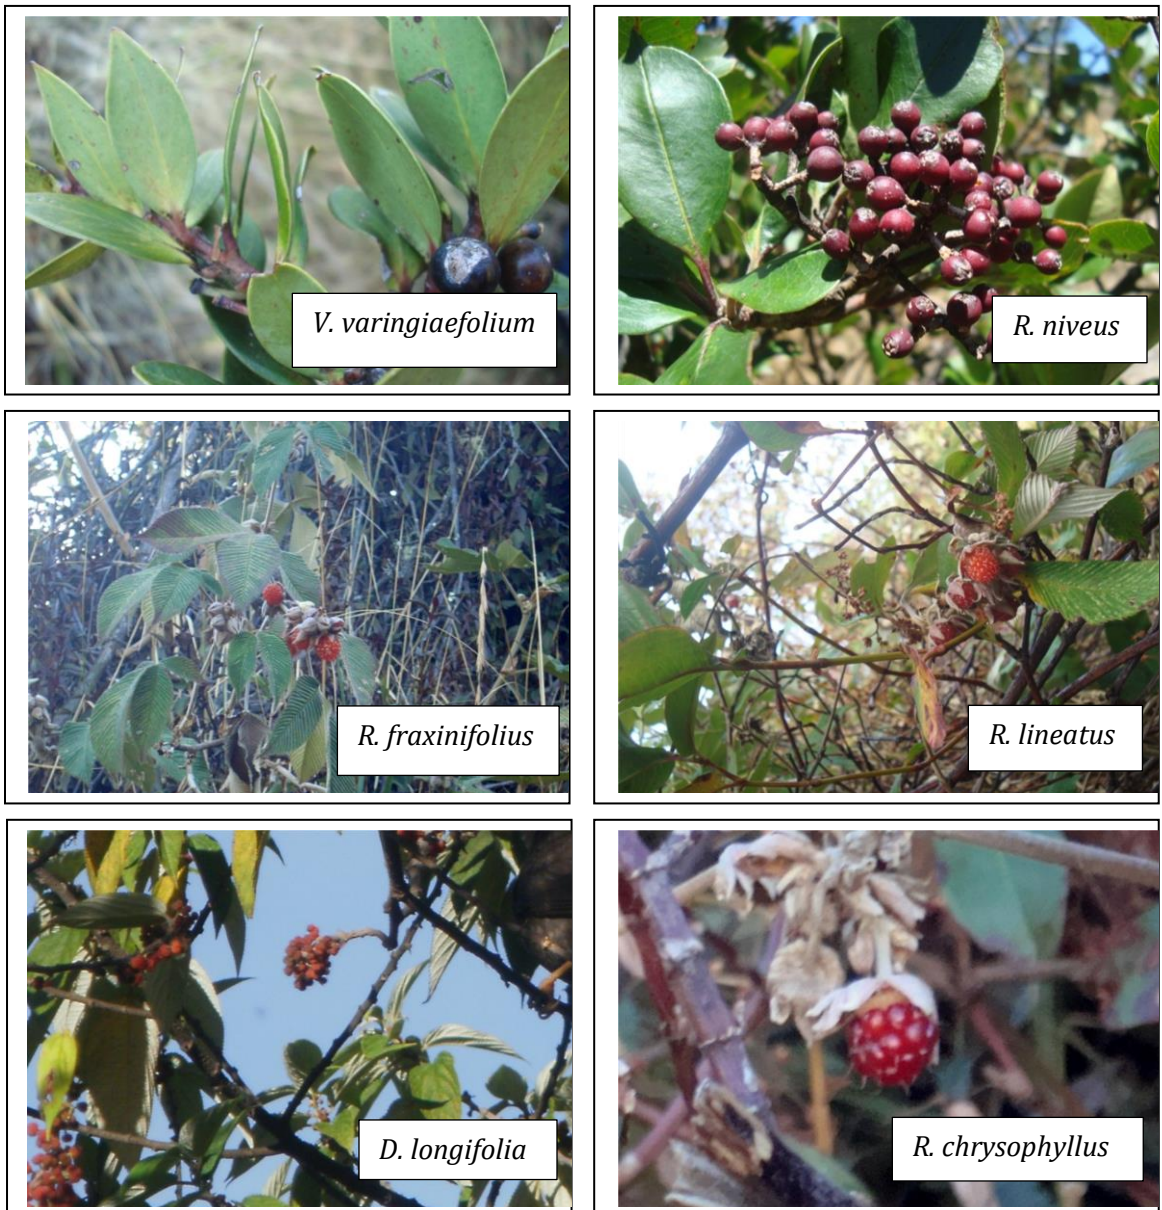 V. varingiaefolium
R. niveus
R. fraxinifolius
R. lineatus
D. longifolia
R. chrysophyllus